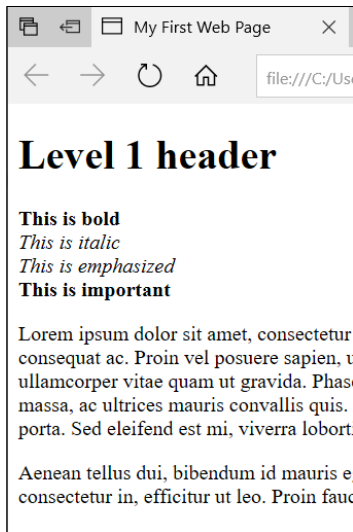 My First Web Page
file:///C:/Use
Level 1 header
This is bold
This is italic
This is emphasized
This is important
Lorem ipsum dolor sit amet, consectetur
consequat ac. Proin vel posuere sapien, u
ullamcorper vitae quam ut gravida. Phase
massa, ac ultrices mauris convallis quis.
porta. Sed eleifend est mi, viverra loborti
Aenean tellus dui, bibendum id mauris eg
consectetur in, efficitur ut leo. Proin fauc